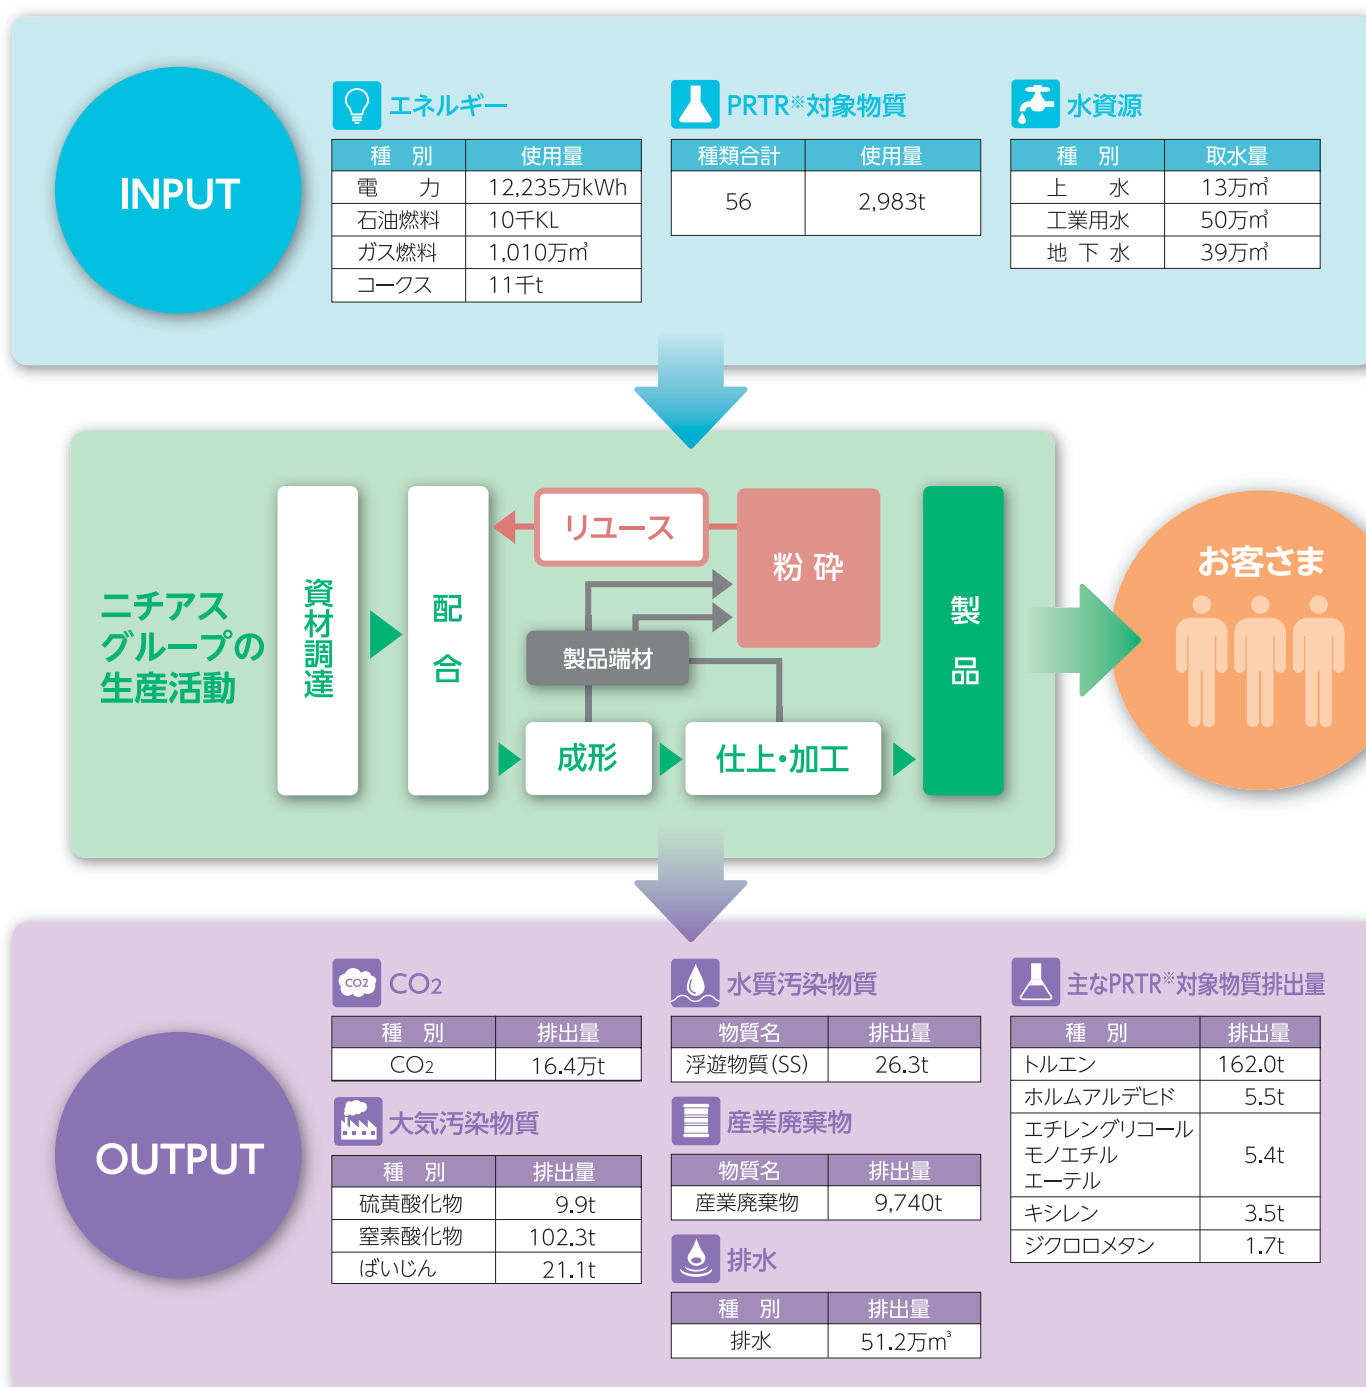 INPUT
エネルギー
種 別 使用量
電 力 12,235万kWh
石油燃料 10千KL
ガス燃料 1,010万㎥
コークス 11千t
PRTR※対象物質
種類合計 使用量
56 2,983t
水資源
種 別 取水量
上 水 13万㎥
工業用水 50万㎥
地 下 水 39万㎥
ニチアス
グループの
生産活動
資材調達
配合
リユース
粉 砕
製品端材
成形
仕上・加工
製品
お客さま
OUTPUT
CO2
CO2
種 別 排出量
CO2 16.4万t
大気汚染物質
種 別 排出量
硫黄酸化物 9.9t
窒素酸化物 102.3t
ばいじん 21.1t
水質汚染物質
物質名 排出量
浮遊物質(SS) 26.3t
産業廃棄物
物質名 排出量
産業廃棄物 9,740t
排水
種 別 排出量
排水 51.2万㎥
主なPRTR※対象物質排出量
種 別 排出量
トルエン 162.0t
ホルムアルデヒド 5.5t
エチレングリコール
モノエチル 5.4t
エーテル
キシレン 3.5t
ジクロロメタン 1.7t